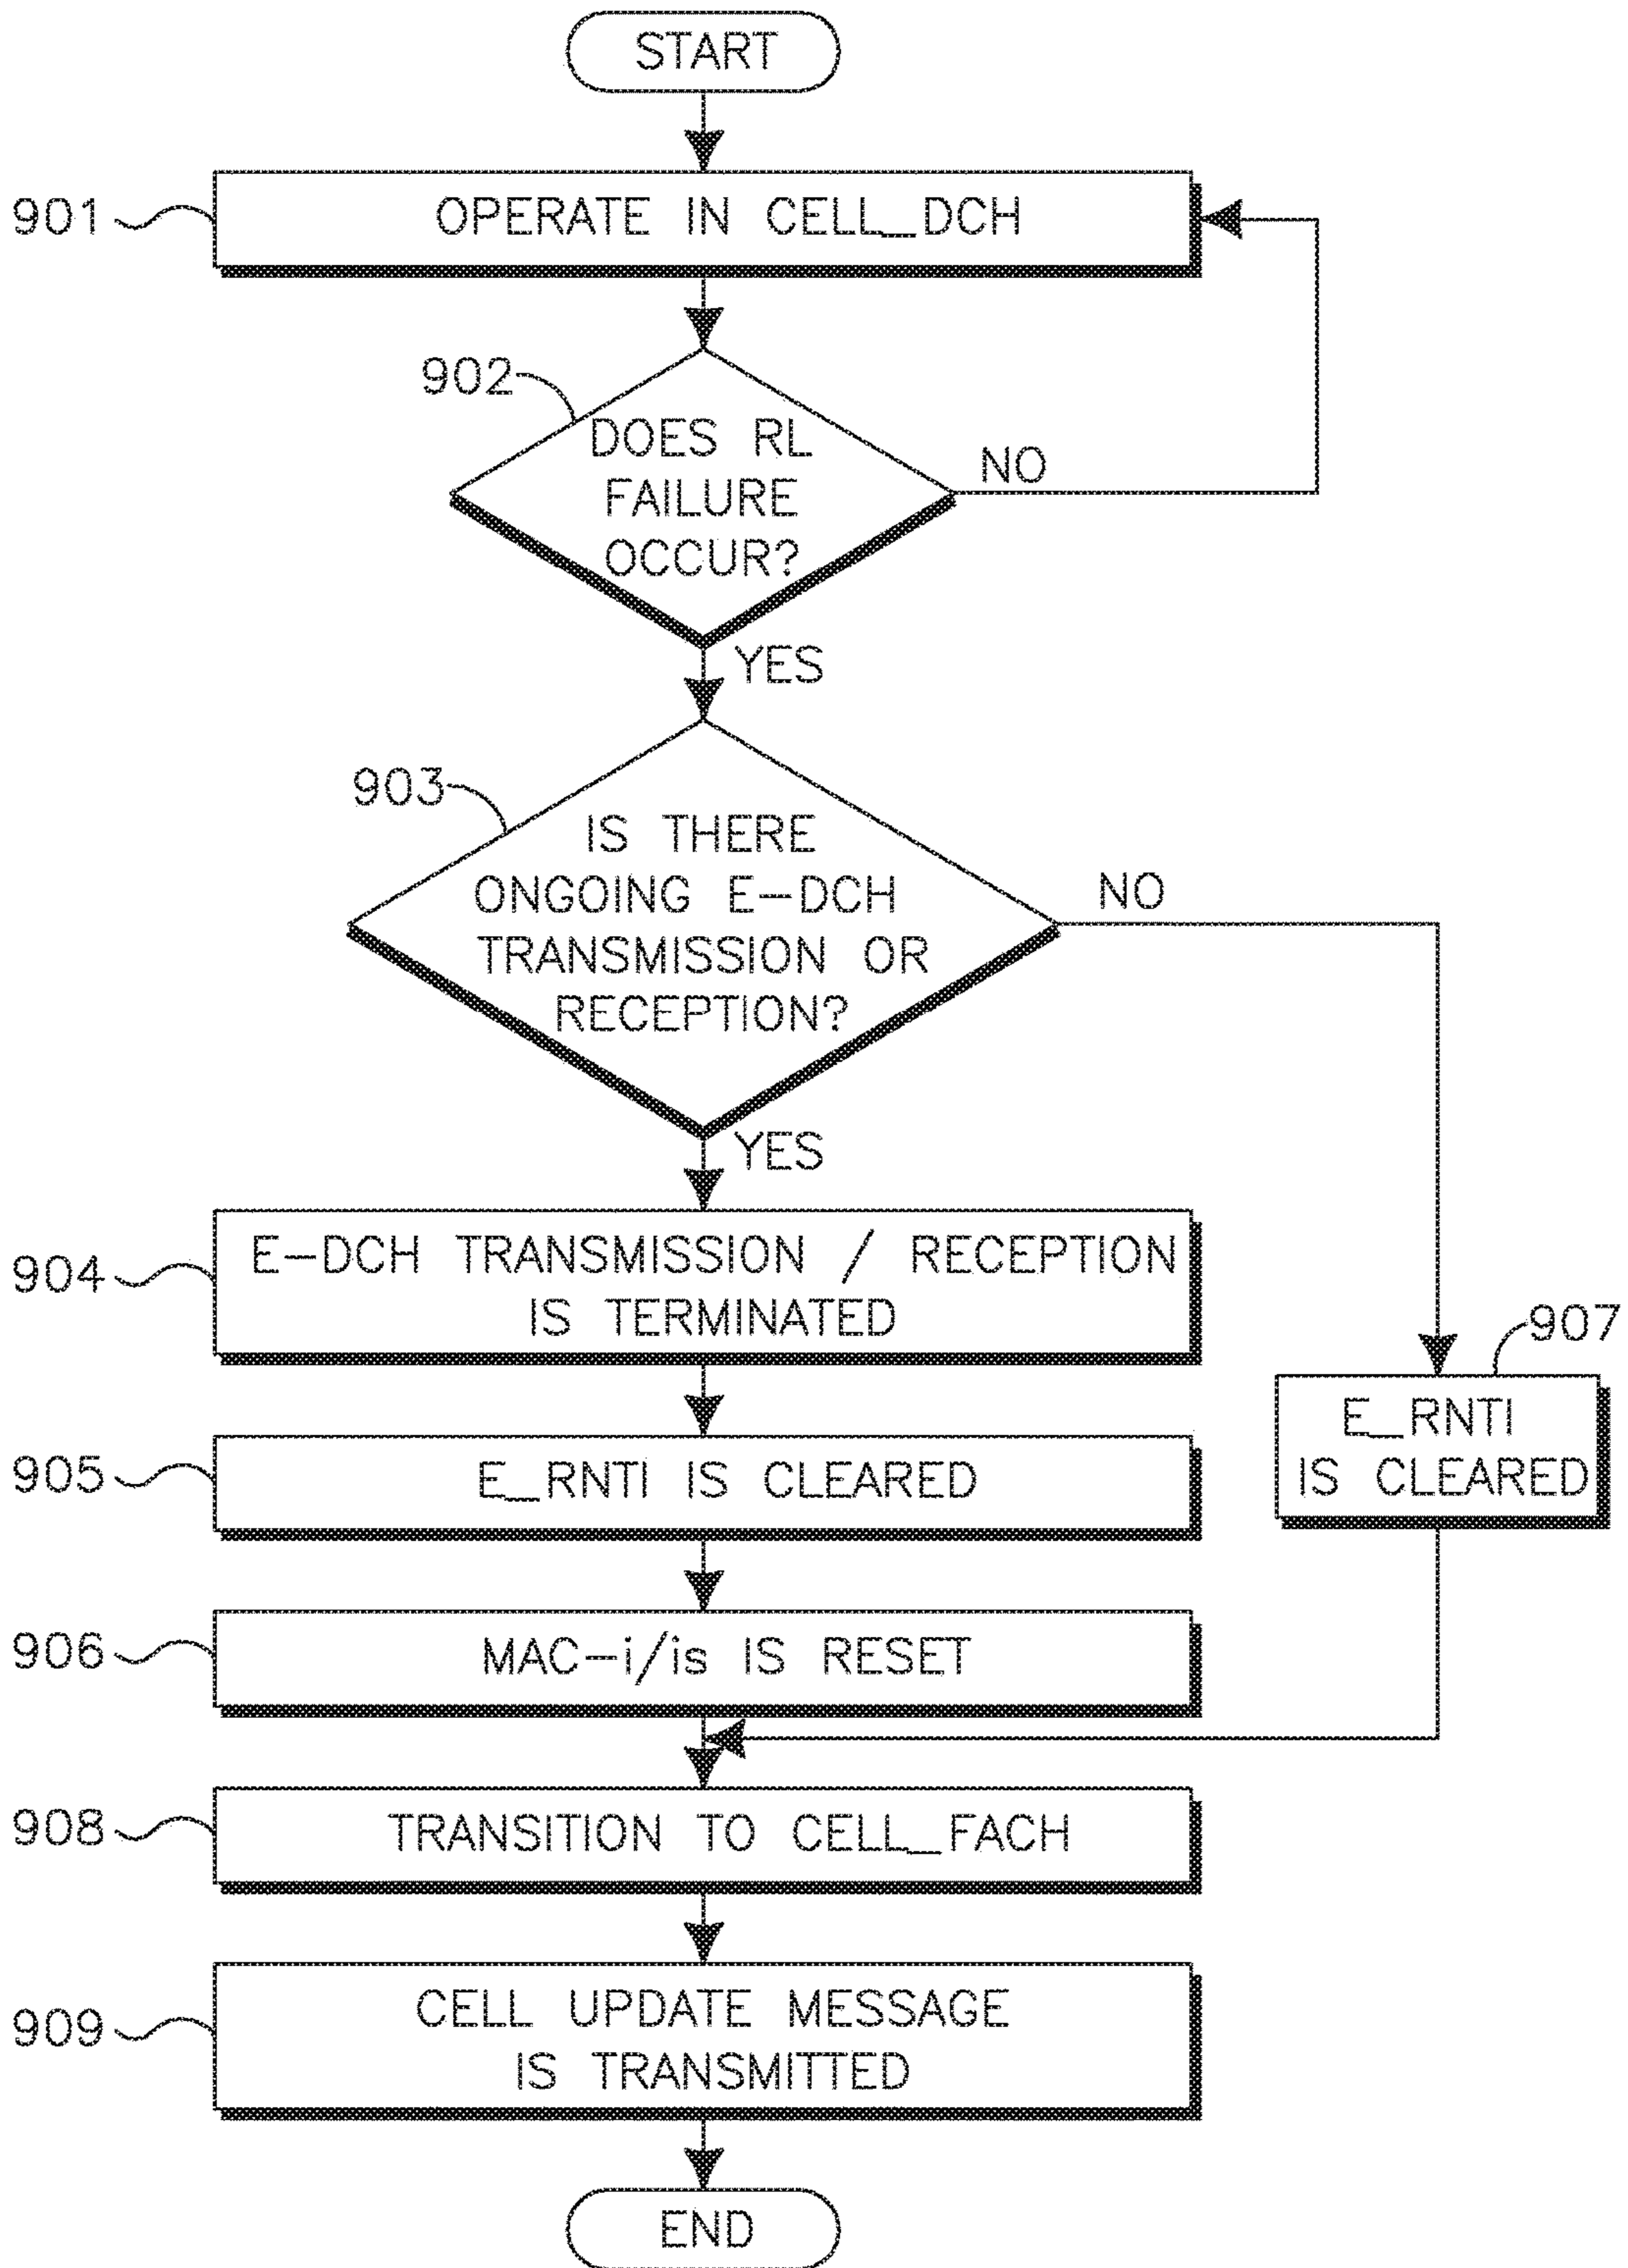 START
901
OPERATE IN CELL_DCH
902
DOES RL
FAILURE
OCCUR?
NO
YES
903
IS THERE
ONGOING E-DCH
TRANSMISSION OR
RECEPTION?
NO
YES
904
E-DCH TRANSMISSION / RECEPTION
IS TERMINATED
907
E_RNTI
IS CLEARED
905
E_RNTI IS CLEARED
906
MAC-i/is IS RESET
908
TRANSITION TO CELL_FACH
909
CELL UPDATE MESSAGE
IS TRANSMITTED
END